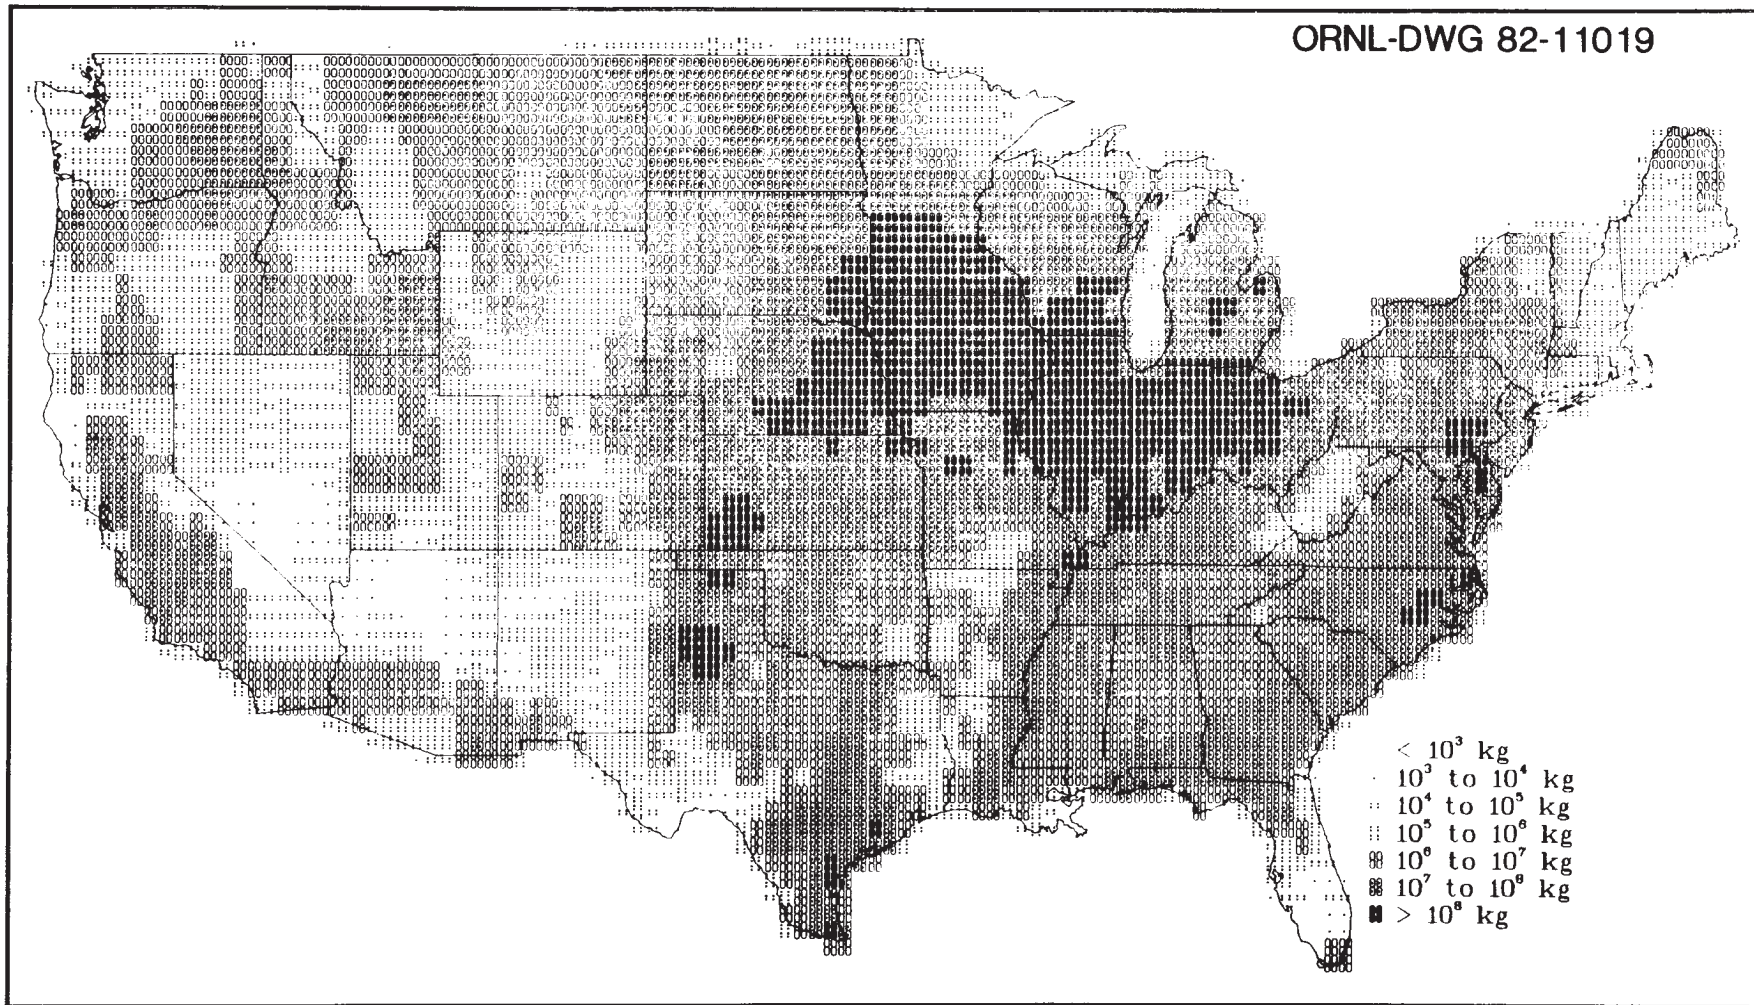 ORNL-DWG 82-11019
< 10³ kg
10³ to 10⁴ kg
10⁴ to 10⁵ kg
10⁵ to 10⁶ kg
10⁶ to 10⁷ kg
10⁷ to 10⁸ kg
> 10⁸ kg